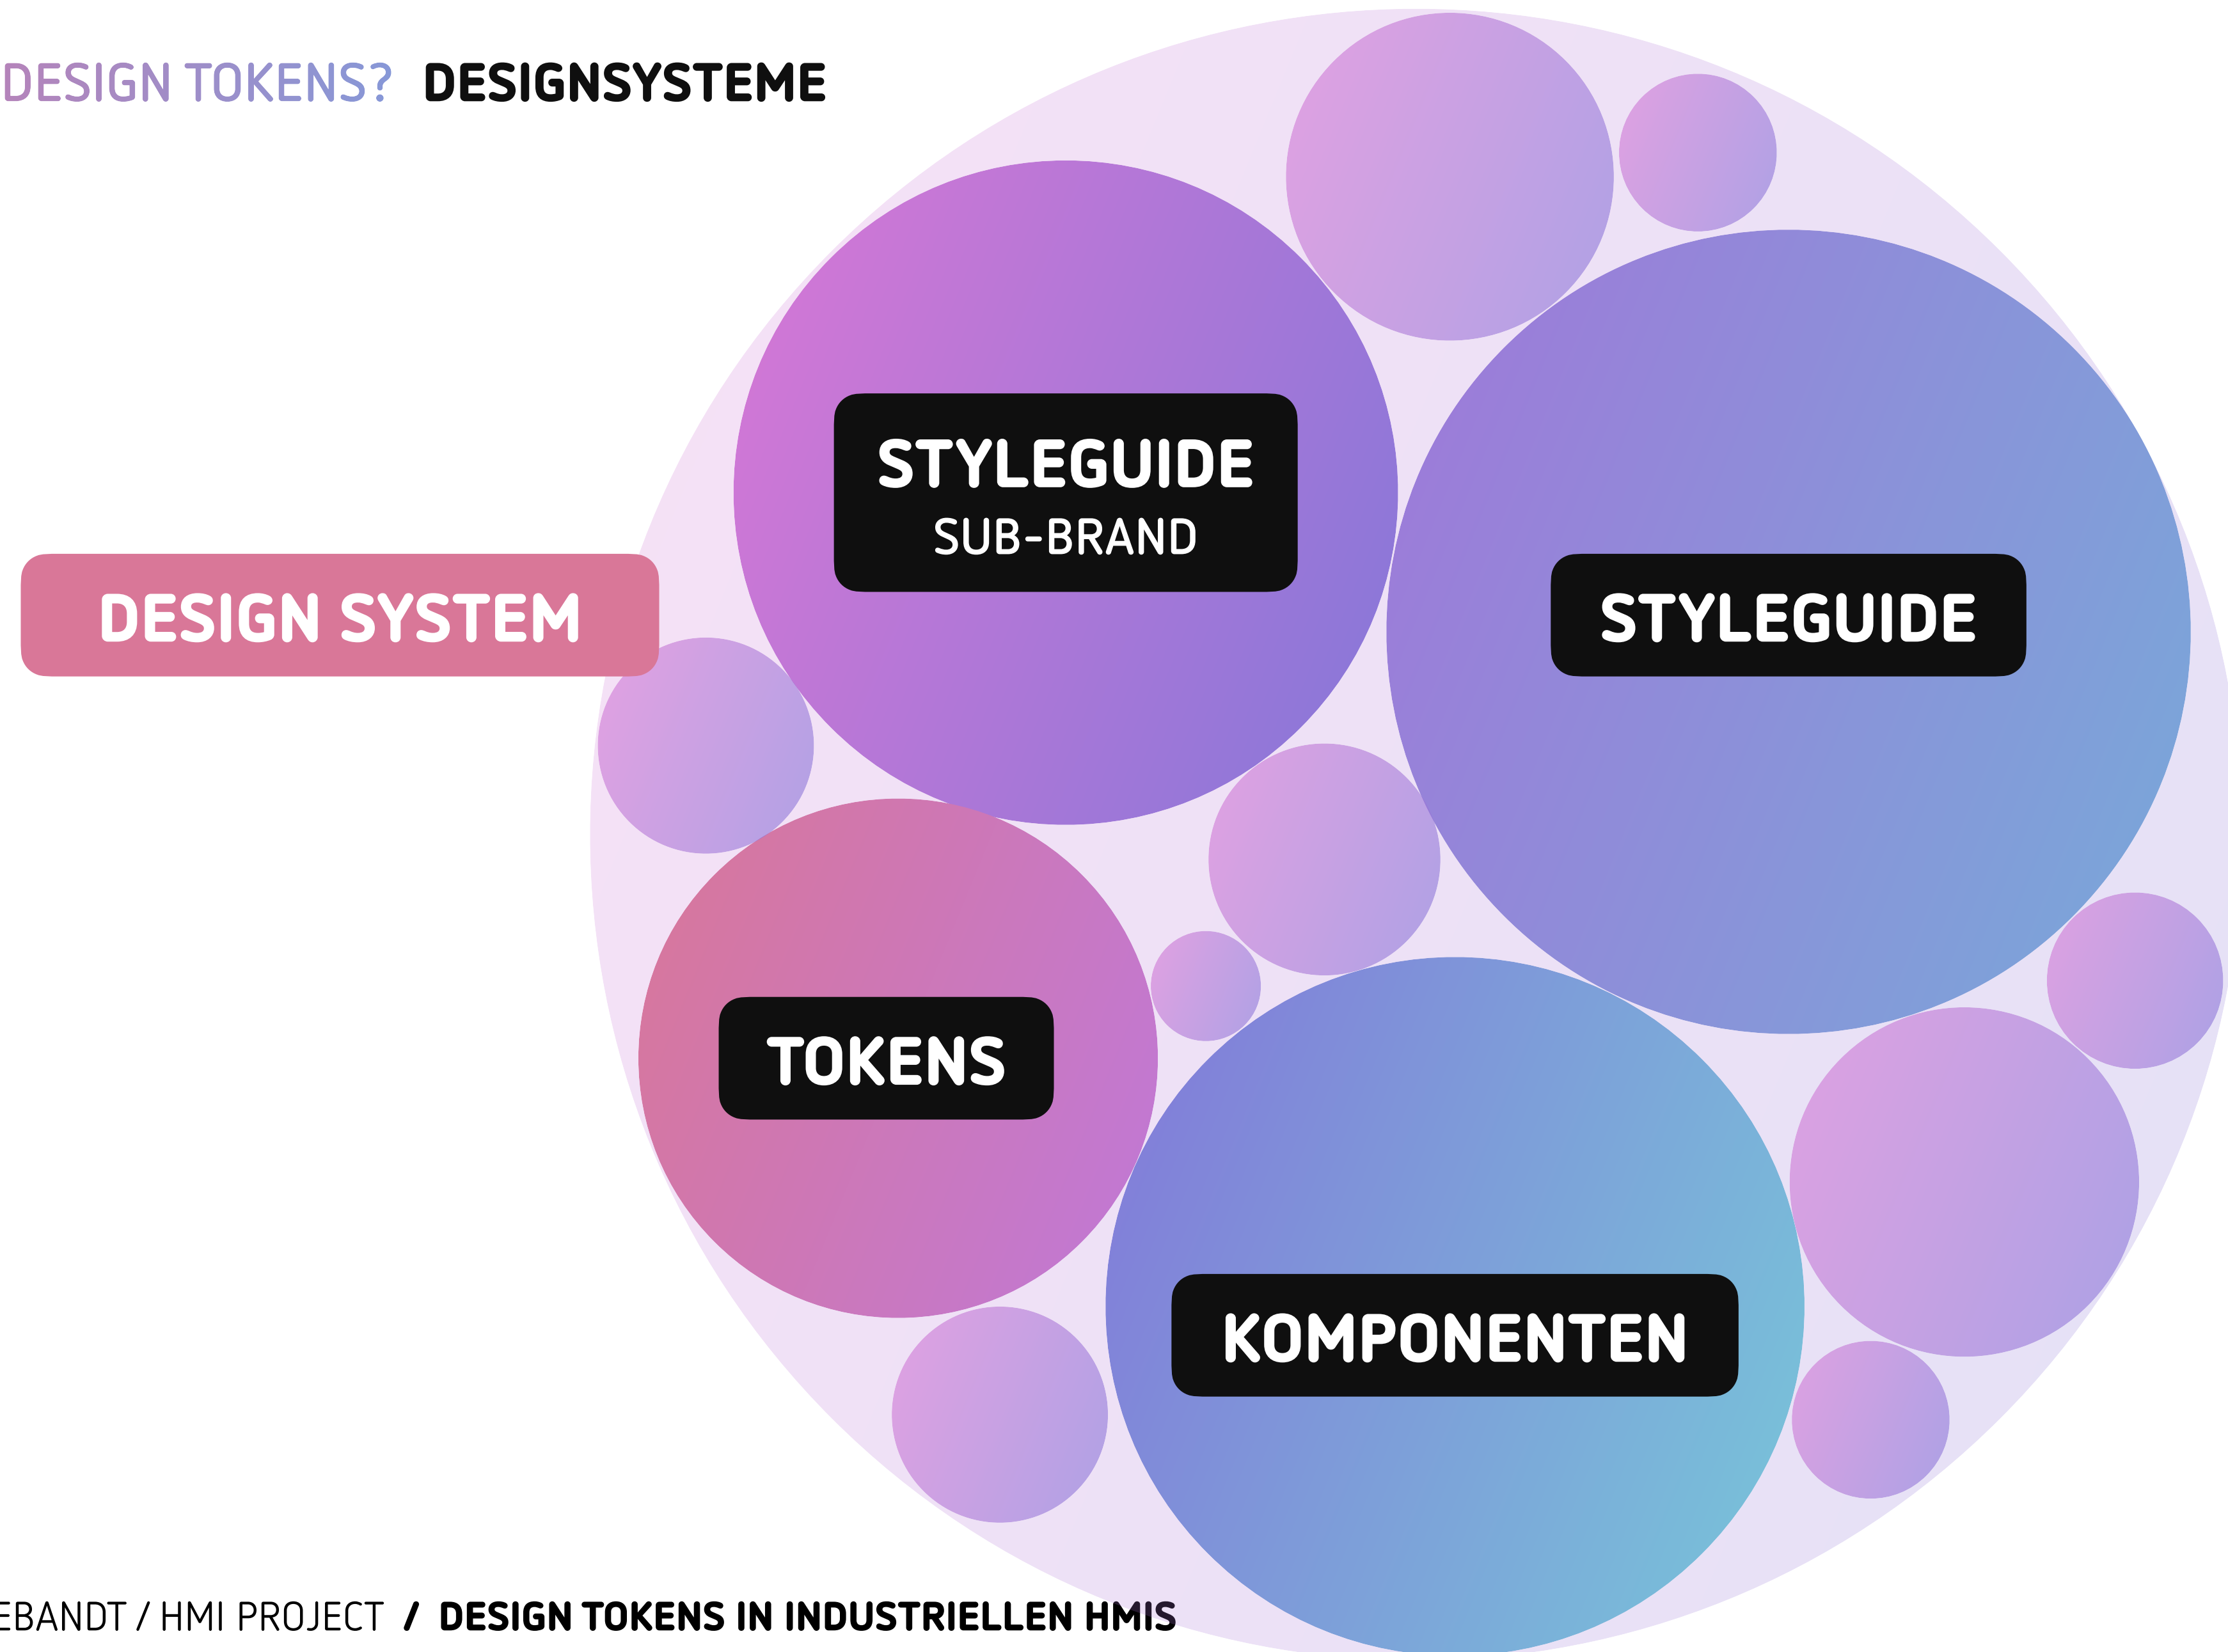 DESIGN TOKENS? DESIGNSYSTEME
STYLEGUIDE
SUB-BRAND
DESIGN SYSTEM
STYLEGUIDE
TOKENS
KOMPONENTEN
/ HMI PROJECT / DESIGN TOKENS IN INDUSTRIELLEN HMIS